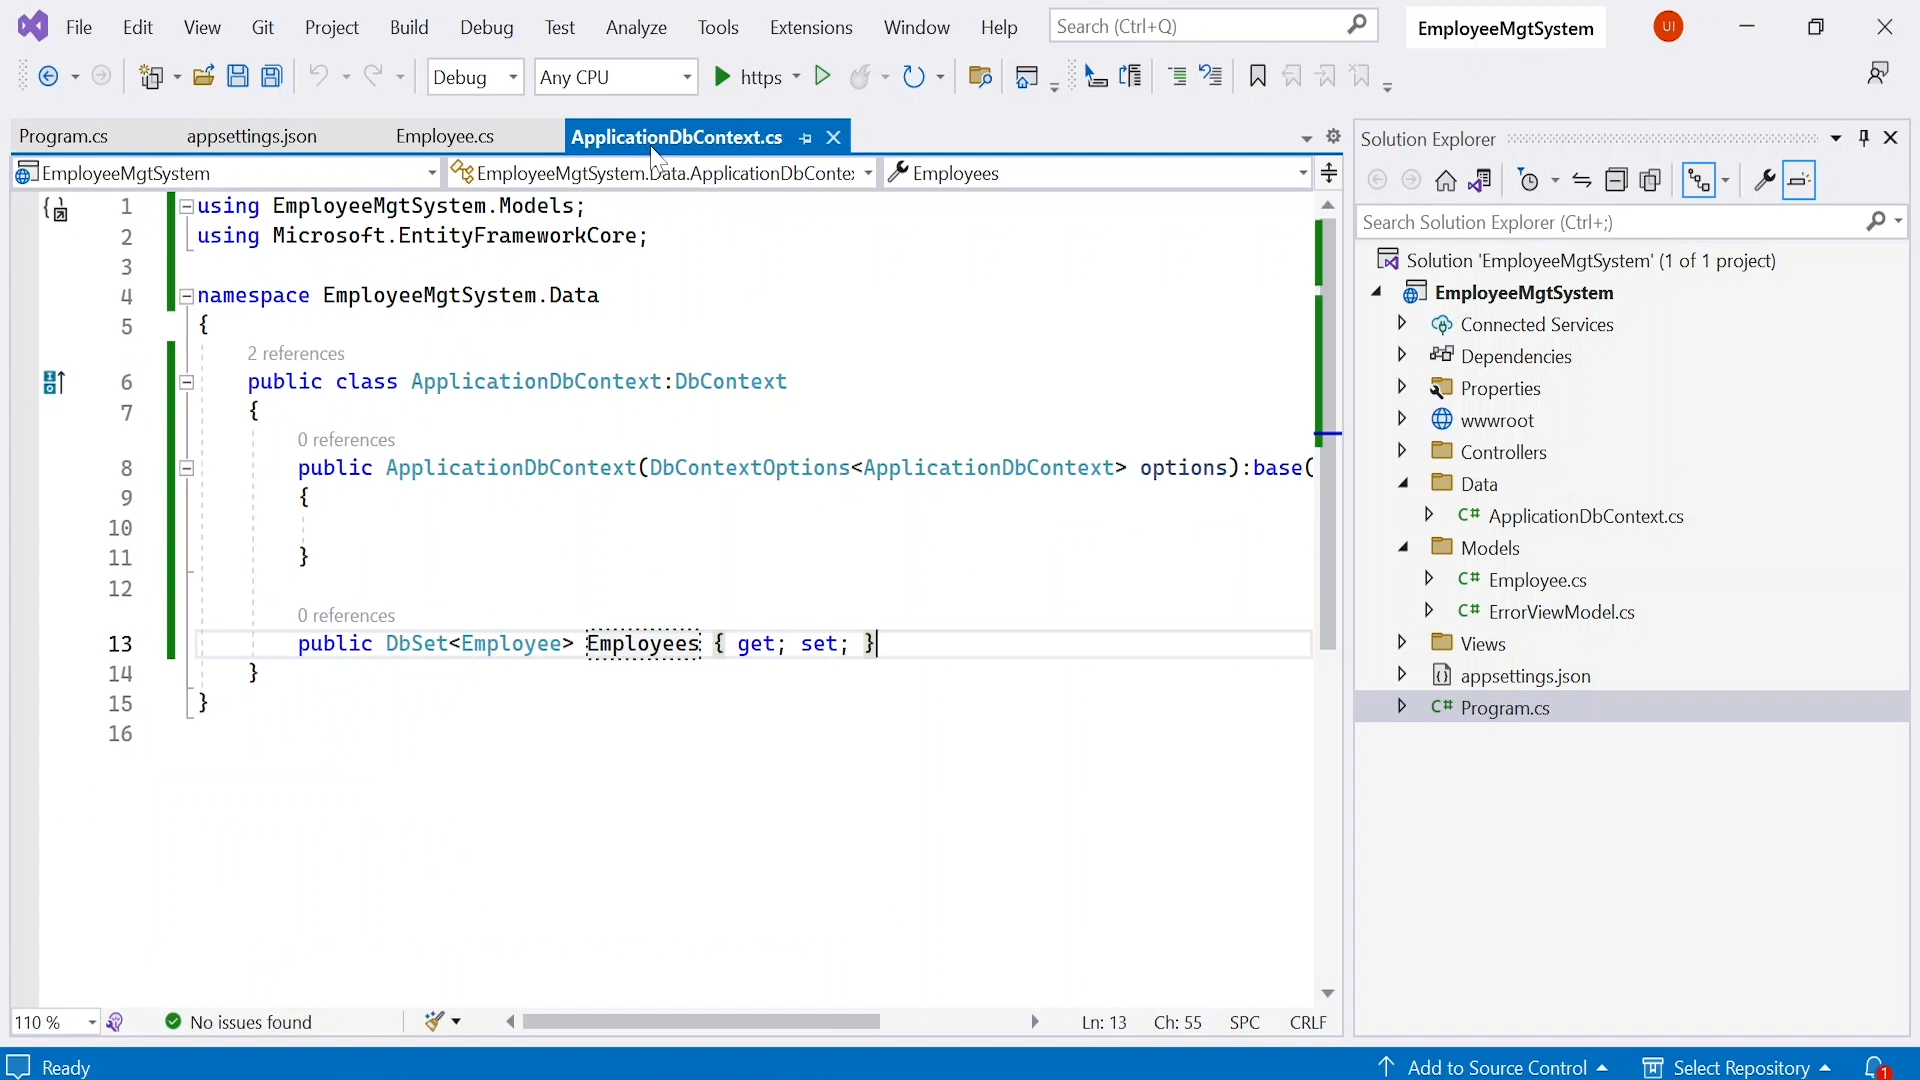 File Edit View Git Project Build Debug Test Analyze Tools Extensions Window Help Search (Ctrl+Q) EmployeeMgtSystem UI
Debug Any CPU https
Program.cs appsettings.json Employee.cs ApplicationDbContext.cs
EmployeeMgtSystem EmployeeMgtSystem.Data.ApplicationDbContex Employees
1 using EmployeeMgtSystem.Models;
2 using Microsoft.EntityFrameworkCore;
3
4 namespace EmployeeMgtSystem.Data
5 {
2 references
6 public class ApplicationDbContext:DbContext
7 {
0 references
8 public ApplicationDbContext(DbContextOptions<ApplicationDbContext> options):base(
9 {
10
11 }
12
0 references
13 public DbSet<Employee> Employees { get; set; }
14 }
15 }
16
110 % No issues found Ln: 13 Ch: 55 SPC CRLF
Solution Explorer
Search Solution Explorer (Ctrl+;)
Solution 'EmployeeMgtSystem' (1 of 1 project)
EmployeeMgtSystem
Connected Services
Dependencies
Properties
wwwroot
Controllers
Data
C# ApplicationDbContext.cs
Models
C# Employee.cs
C# ErrorViewModel.cs
Views
appsettings.json
C# Program.cs
Ready Add to Source Control Select Repository 1